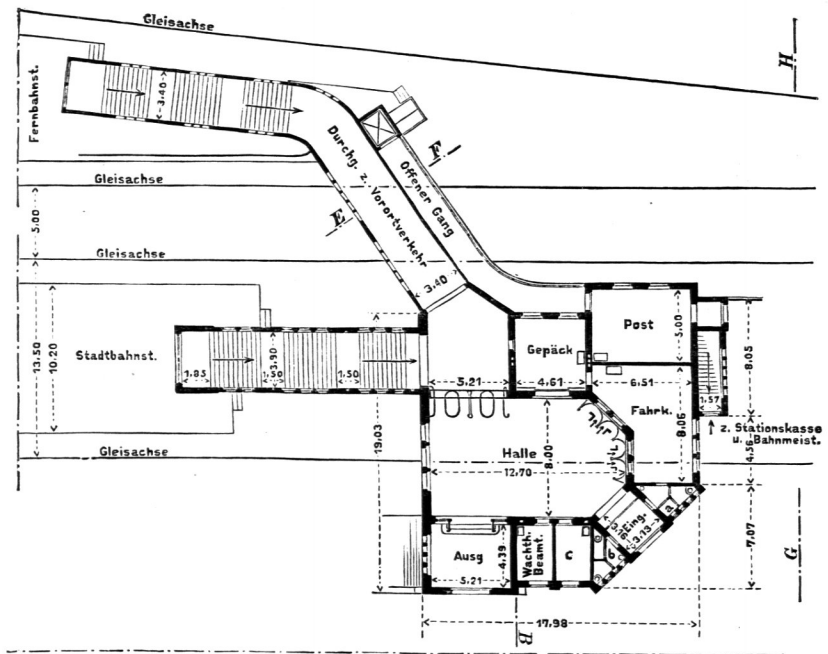 Gleisachse
H
Fernbahnst.
3.40
Durchg. z. Vorortverkehr
Offener Gang
F
E
Gleisachse
5.00
Gleisachse
3.40
13.50
10.20
Stadtbahnst.
1.85
3.90
1.50
1.50
5.21
Gepäck
4.61
Post
5.00
6.51
Fahrk.
8.06
1.57
8.05
z. Stationskasse
u. Bahnmeist.
4.56
Gleisachse
19.03
Halle
12.70
8.00
Eing.
3.13
a
b
7.07
G
Ausg
5.21
4.39
Wachth.
Beamt.
c
17.98
B